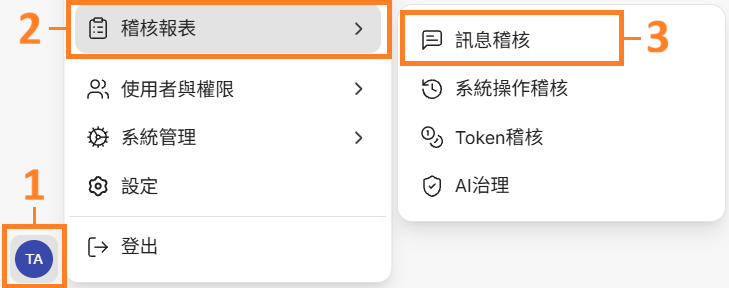 2
稽核報表
使用者與權限
系統管理
設定
登出
1
TA
訊息稽核
3
系統操作稽核
Token稽核
AI治理